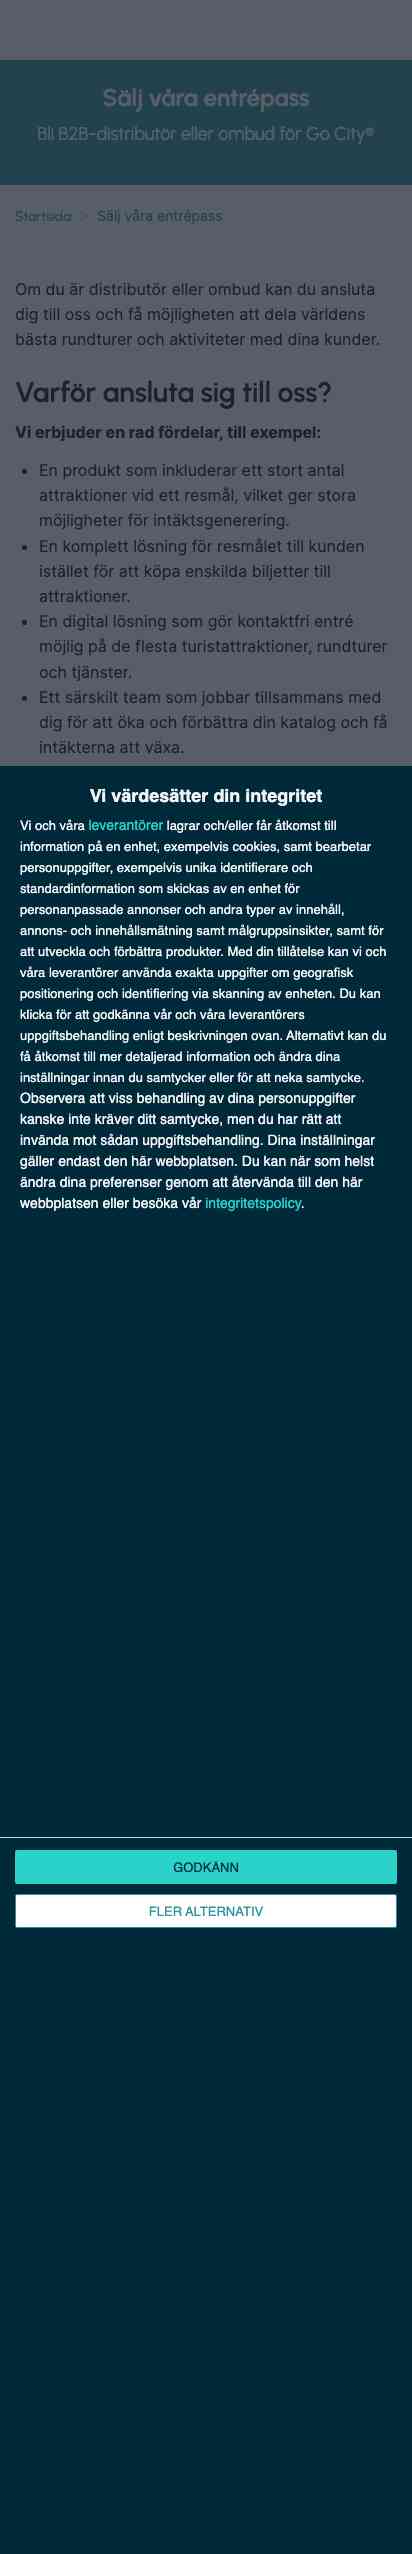 Sälj våra entrépass
Bli B2B-distributör eller ombud för Go City®
Startsida > Sälj våra entrépass
Om du är distributör eller ombud kan du ansluta
dig till oss och få möjligheten att dela världens
bästa rundturer och aktiviteter med dina kunder.
Varför ansluta sig till oss?
Vi erbjuder en rad fördelar, till exempel:
• En produkt som inkluderar ett stort antal
attraktioner vid ett resmål, vilket ger stora
möjligheter för intäktsgenerering.
• En komplett lösning för resmålet till kunden
istället för att köpa enskilda biljetter till
attraktioner.
• En digital lösning som gör kontaktfri entré
möjlig på de flesta turistattraktioner, rundturer
och tjänster.
• Ett särskilt team som jobbar tillsammans med
dig för att öka och förbättra din katalog och få
intäkterna att växa.
Vi värdesätter din integritet
Vi och våra leverantörer lagrar och/eller får åtkomst till
information på en enhet, exempelvis cookies, samt bearbetar
personuppgifter, exempelvis unika identifierare och
standardinformation som skickas av en enhet för
personanpassade annonser och andra typer av innehåll,
annons- och innehållsmätning samt målgruppsinsikter, samt för
att utveckla och förbättra produkter. Med din tillåtelse kan vi och
våra leverantörer använda exakta uppgifter om geografisk
positionering och identifiering via skanning av enheten. Du kan
klicka för att godkänna vår och våra leverantörers
uppgiftsbehandling enligt beskrivningen ovan. Alternativt kan du
få åtkomst till mer detaljerad information och ändra dina
inställningar innan du samtycker eller för att neka samtycke.
Observera att viss behandling av dina personuppgifter
kanske inte kräver ditt samtycke, men du har rätt att
invända mot sådan uppgiftsbehandling. Dina inställningar
gäller endast den här webbplatsen. Du kan när som helst
ändra dina preferenser genom att återvända till den här
webbplatsen eller besöka vår integritetspolicy.
GODKÄNN
FLER ALTERNATIV